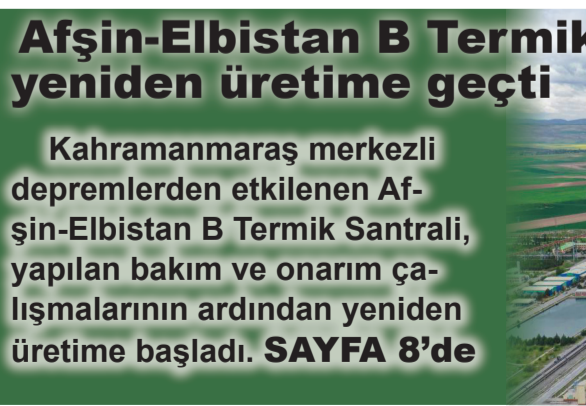 Afşin-Elbistan B Termik
yeniden üretime geçti
Kahramanmaraş merkezli
depremlerden etkilenen Af-
şin-Elbistan B Termik Santrali,
yapılan bakım ve onarım ça-
lışmalarının ardından yeniden
üretime başladı. SAYFA 8’de